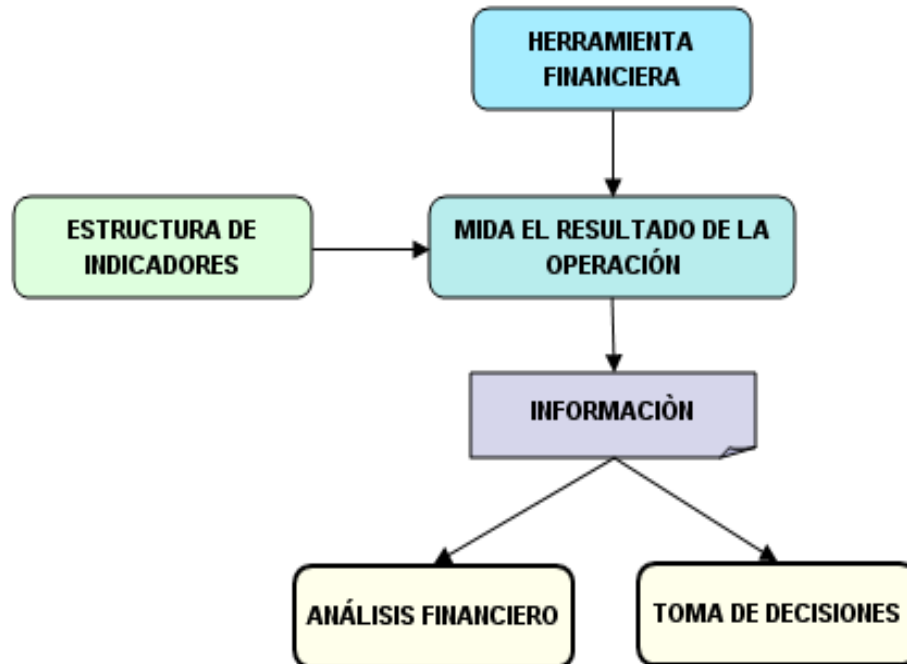 HERRAMIENTA
FINANCIERA
ESTRUCTURA DE
INDICADORES
MIDA EL RESULTADO DE LA
OPERACIÓN
INFORMACIÒN
ANÁLISIS FINANCIERO
TOMA DE DECISIONES